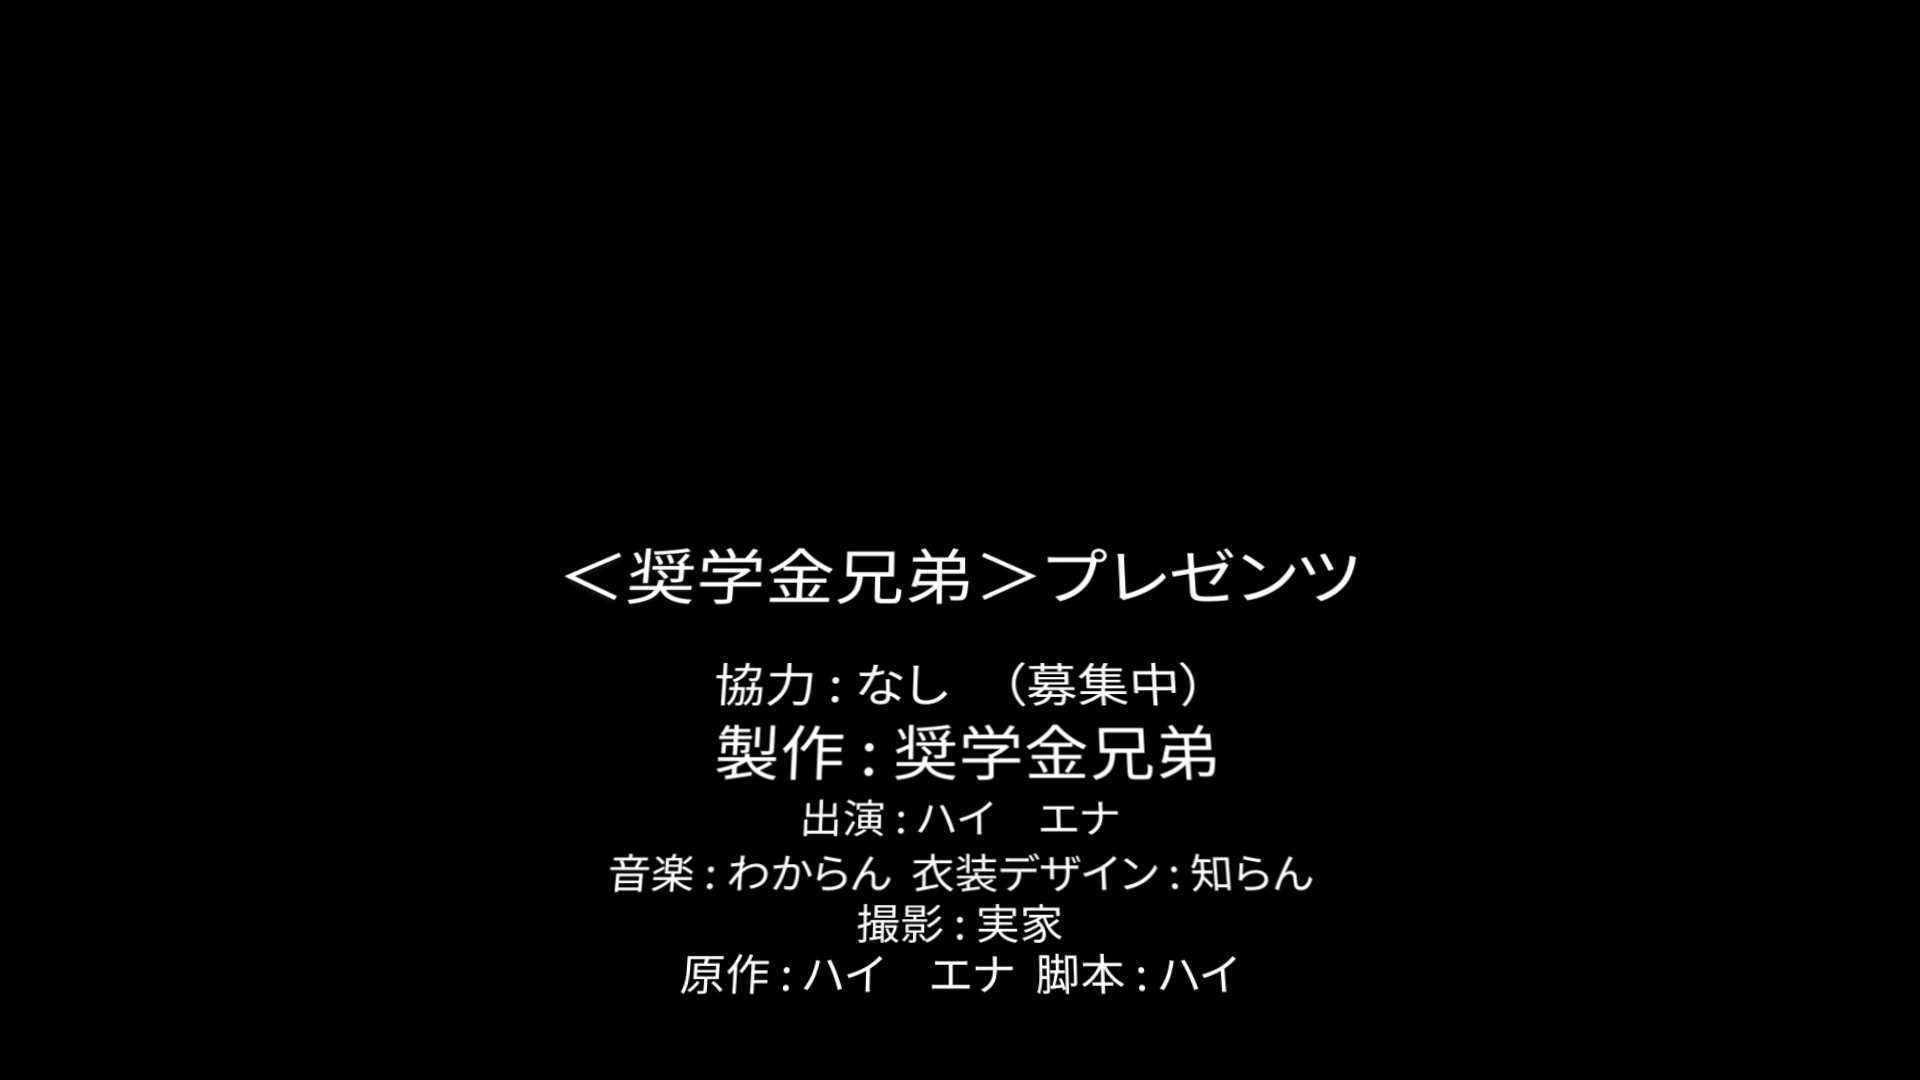 ＜奨学金兄弟＞プレゼンツ
協力：なし　（募集中）
製作：奨学金兄弟
出演：ハイ　エナ
音楽：わからん 衣装デザイン：知らん
撮影：実家
原作：ハイ　エナ 脚本：ハイ